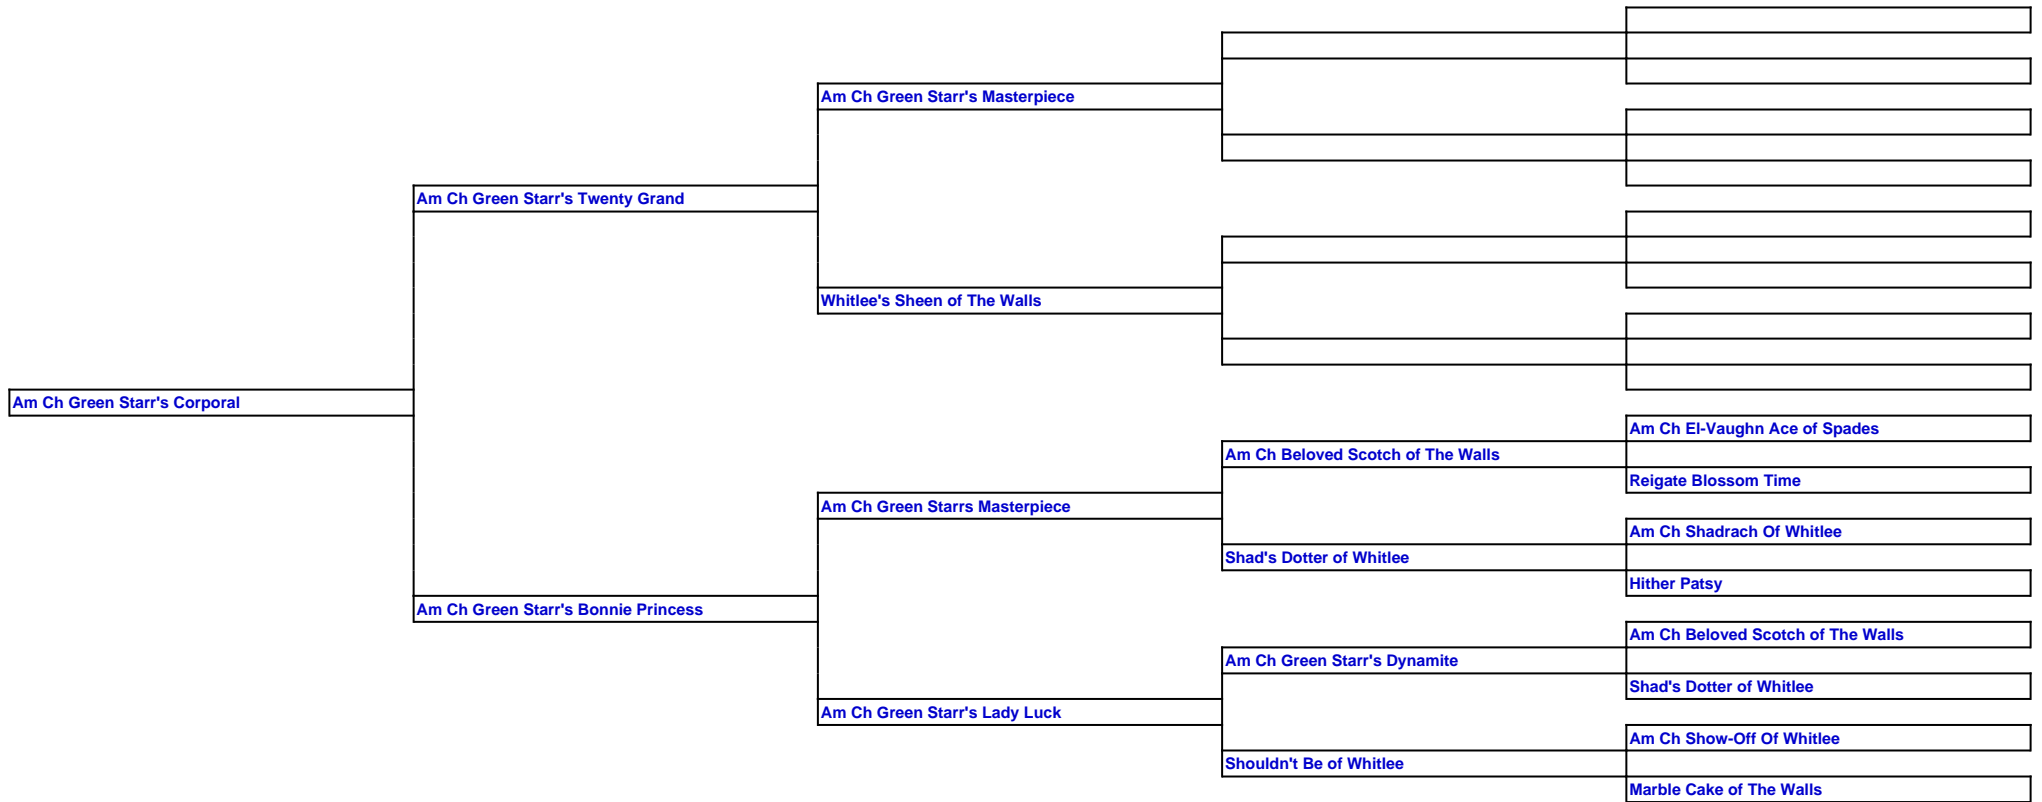 Am Ch Green Starr's Masterpiece
Am Ch Green Starr's Twenty Grand
Whitlee's Sheen of The Walls
Am Ch Green Starr's Corporal
Am Ch El-Vaughn Ace of Spades
Am Ch Beloved Scotch of The Walls
Reigate Blossom Time
Am Ch Green Starrs Masterpiece
Am Ch Shadrach Of Whitlee
Shad's Dotter of Whitlee
Hither Patsy
Am Ch Green Starr's Bonnie Princess
Am Ch Beloved Scotch of The Walls
Am Ch Green Starr's Dynamite
Shad's Dotter of Whitlee
Am Ch Green Starr's Lady Luck
Am Ch Show-Off Of Whitlee
Shouldn't Be of Whitlee
Marble Cake of The Walls